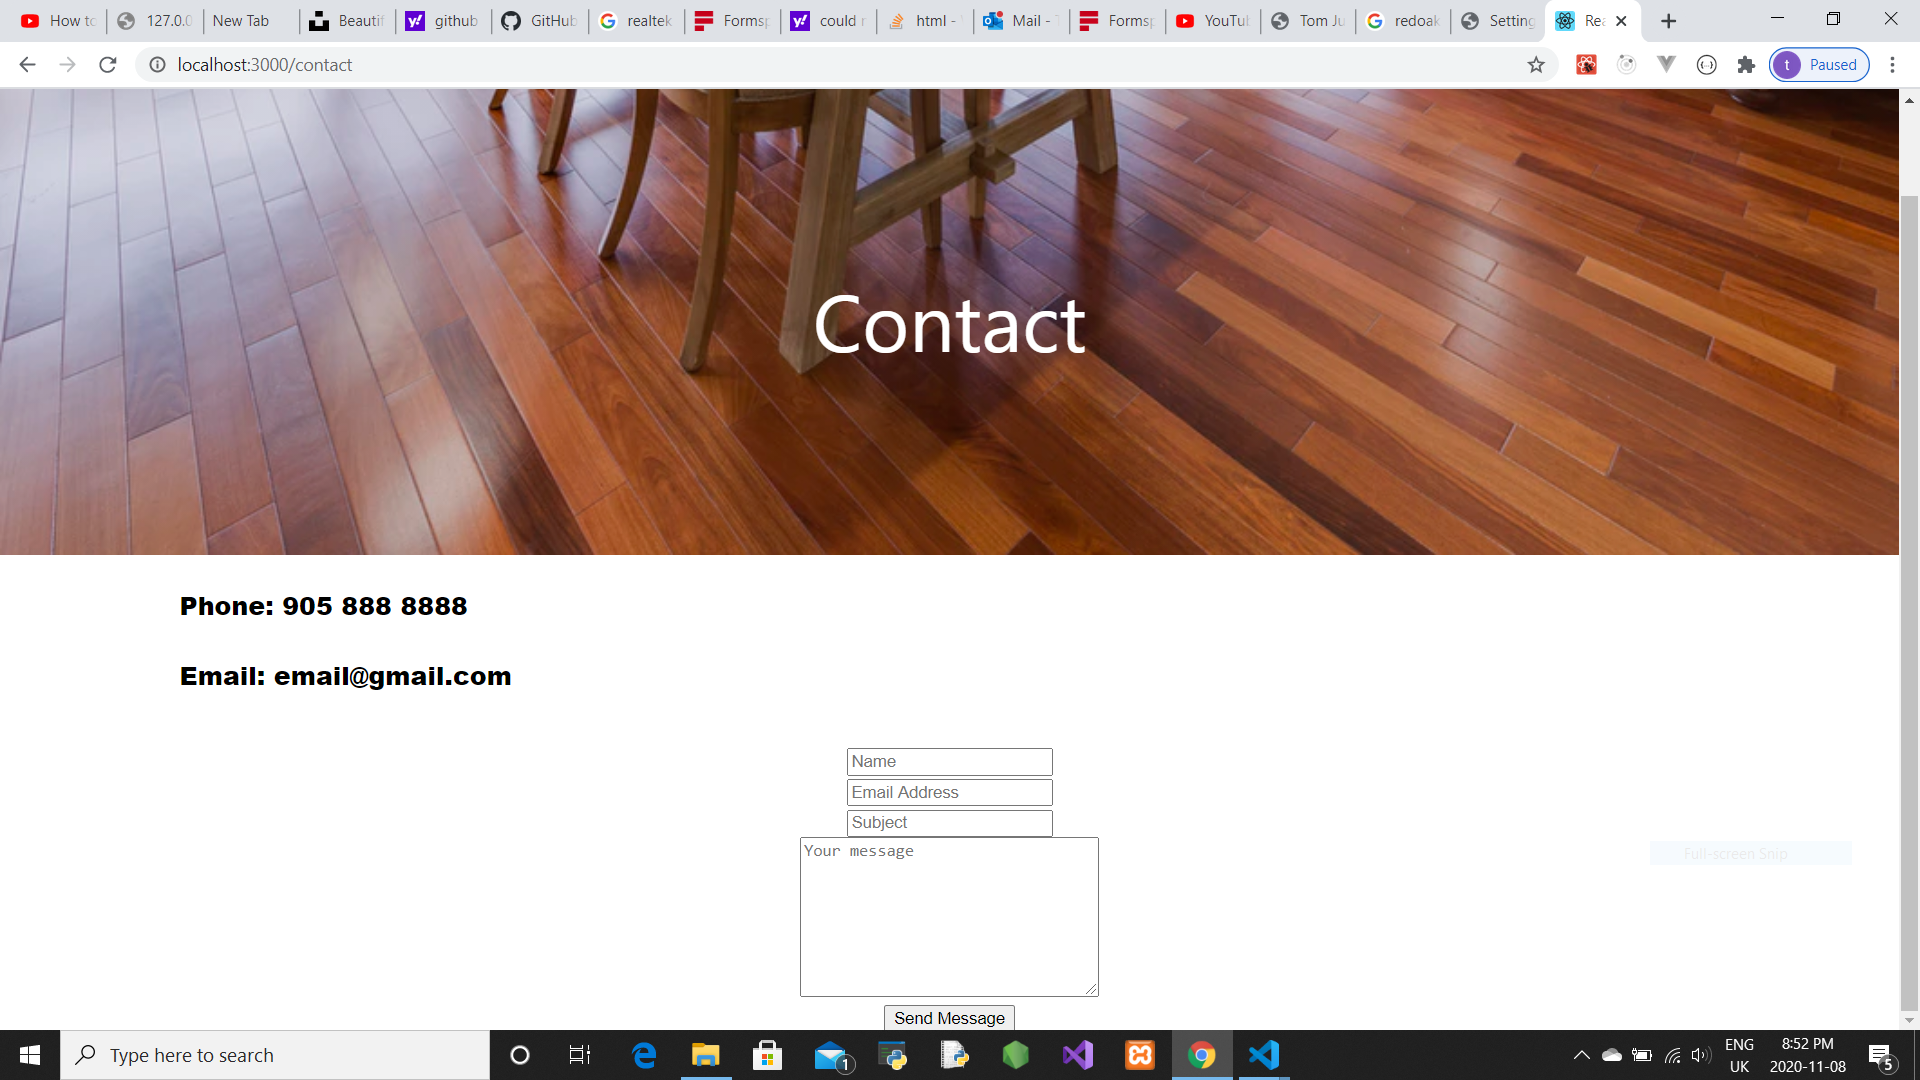 How to
127.0.0
New Tab
Beautif
github
GitHub
realtek
Formsp
could n
html -
Mail - T
Formsp
YouTub
Tom Ju
redoak
Setting
Rea
localhost:3000/contact
t
Paused
Contact
Phone: 905 888 8888
Email: email@gmail.com
Name
Email Address
Subject
Your message
Full-screen Snip
Send Message
Type here to search
1
ENG
UK
8:52 PM
2020-11-08
5